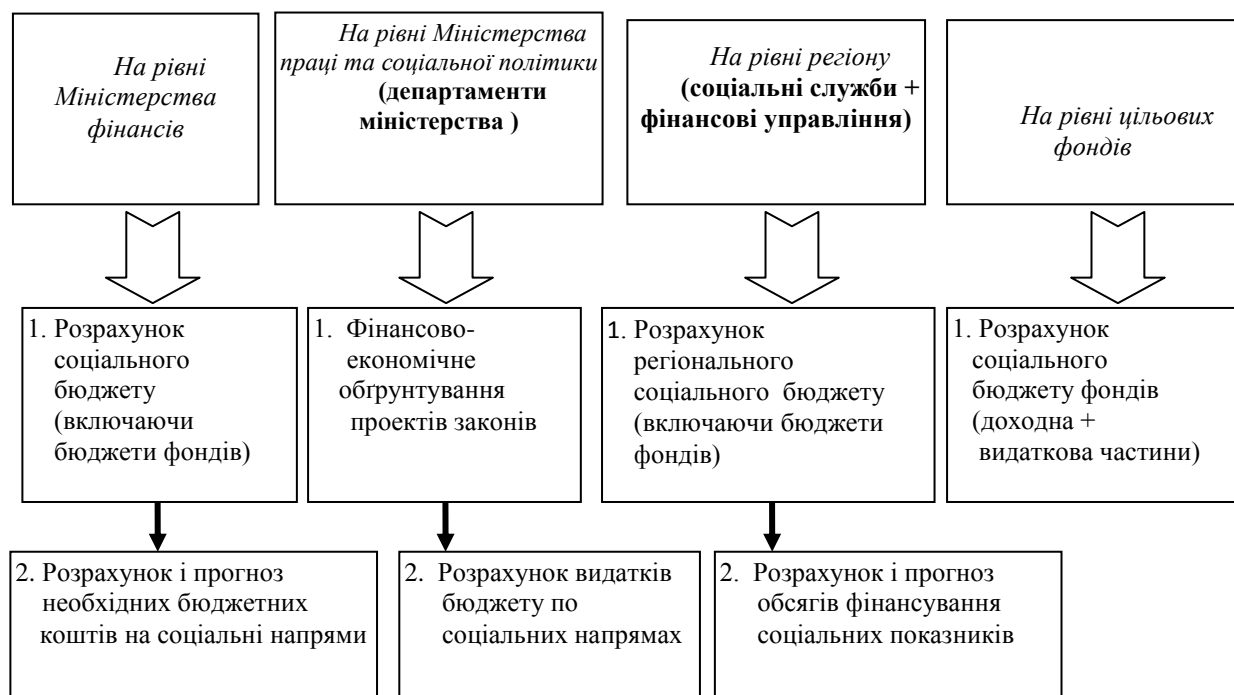 На рівні
Міністерства
фінансів
На рівні Міністерства
праці та соціальної політики
(департаменти
міністерства )
На рівні регіону
(соціальні служби +
фінансові управління)
На рівні цільових
фондів
1. Розрахунок
соціального
бюджету
(включаючи
бюджети фондів)
1. Фінансово-
економічне
обґрунтування
проектів законів
1. Розрахунок
регіонального
соціального бюджету
(включаючи бюджети
фондів)
1. Розрахунок
соціального
бюджету фондів
(доходна +
видаткова частини)
2. Розрахунок і прогноз
необхідних бюджетних
коштів на соціальні напрями
2. Розрахунок видатків
бюджету по
соціальних напрямах
2. Розрахунок і прогноз
обсягів фінансування
соціальних показників